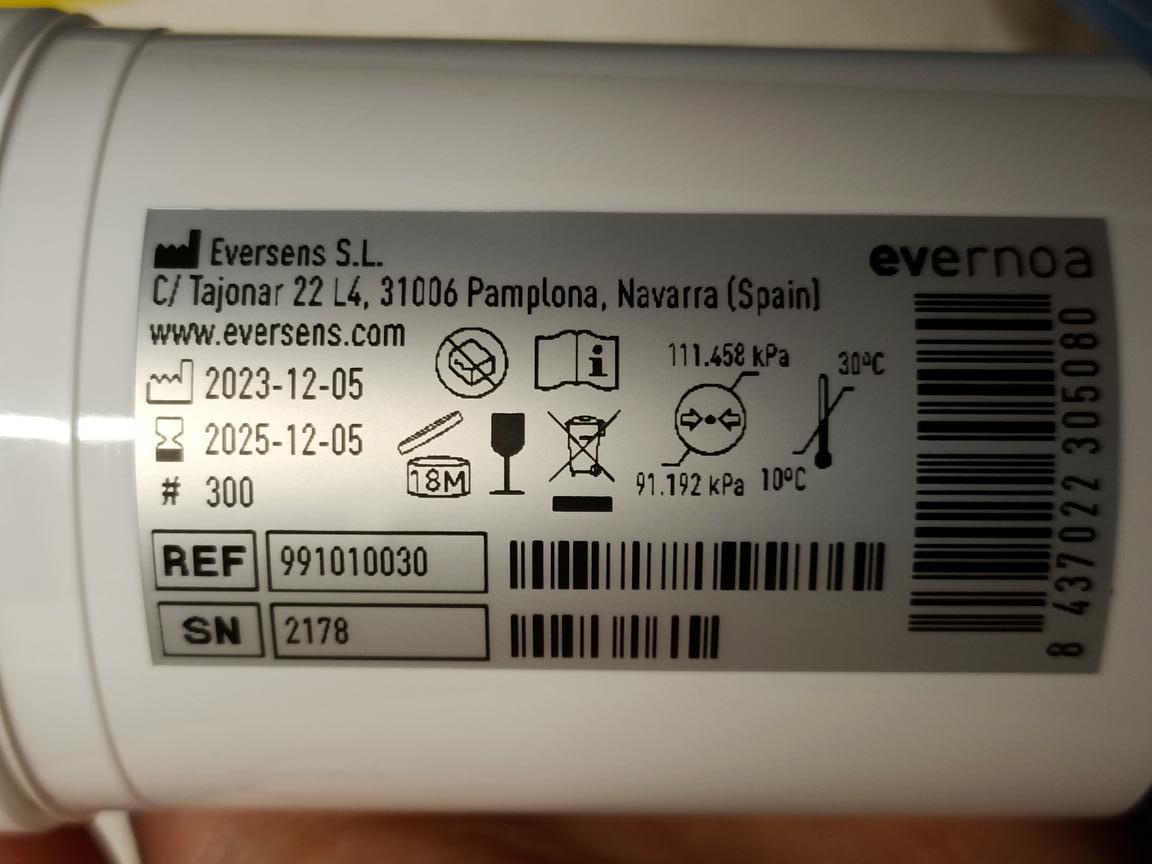 Eversens S.L.
C/ Tajonar 22 L4, 31006 Pamplona, Navarra (Spain)
www.eversens.com
2023-12-05
2025-12-05
# 300
18M
111.458 kPa
91.192 kPa
30ºC
10ºC
REF 991010030
SN 2178
evernoa
8 437022 305080